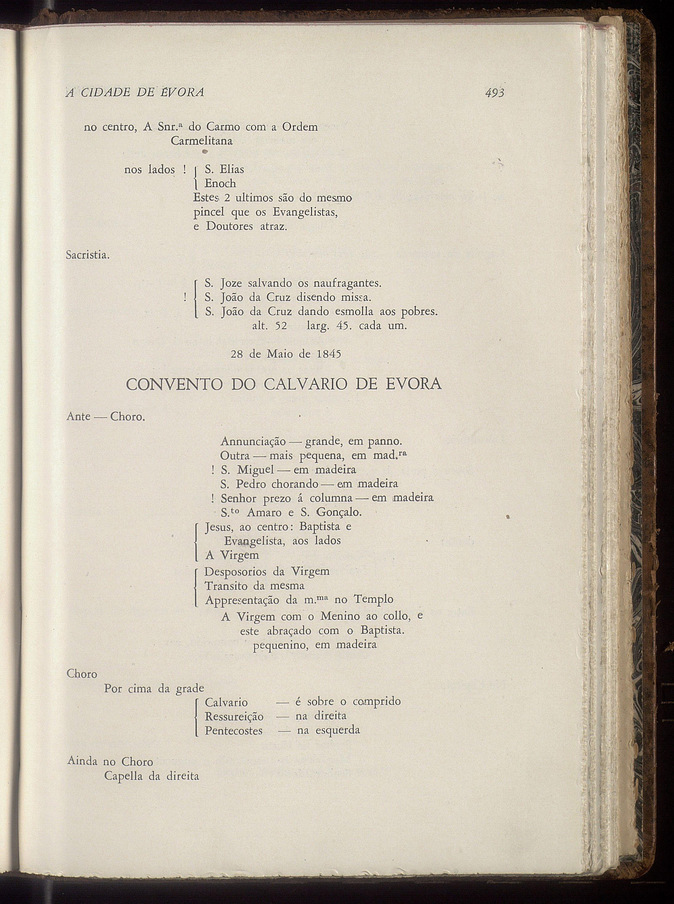 A CIDADE DE ÉVORA 493
no centro, A Snr.ª do Carmo com a Ordem
Carmelitana
nos lados ! { S. Elias
Enoch
Estes 2 ultimos são do mesmo
pincel que os Evangelistas,
e Doutores atraz.
Sacristia.
S. Joze salvando os naufragantes.
! { S. João da Cruz disendo missa.
S. João da Cruz dando esmolla aos pobres.
alt. 52 larg. 45. cada um.
28 de Maio de 1845
CONVENTO DO CALVARIO DE EVORA
Ante — Choro.
Annunciação — grande, em panno.
Outra — mais pequena, em mad.ra
! S. Miguel — em madeira
S. Pedro chorando — em madeira
! Senhor prezo á columna — em madeira
S.to Amaro e S. Gonçalo.
Jesus, ao centro: Baptista e
Evangelista, aos lados
A Virgem
Desposorios da Virgem
Transito da mesma
Appresentação da m.ma no Templo
A Virgem com o Menino ao collo, e
este abraçado com o Baptista.
pequenino, em madeira
Choro
Por cima da grade
Calvario — é sobre o comprido
Ressureição — na direita
Pentecostes — na esquerda
Ainda no Choro
Capella da direita